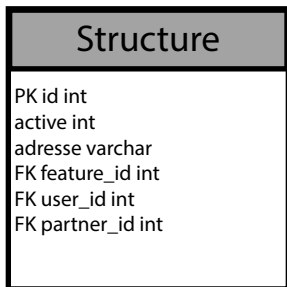 Structure
PK id int
active int
adresse varchar
FK feature_id int
FK user_id int
FK partner_id int